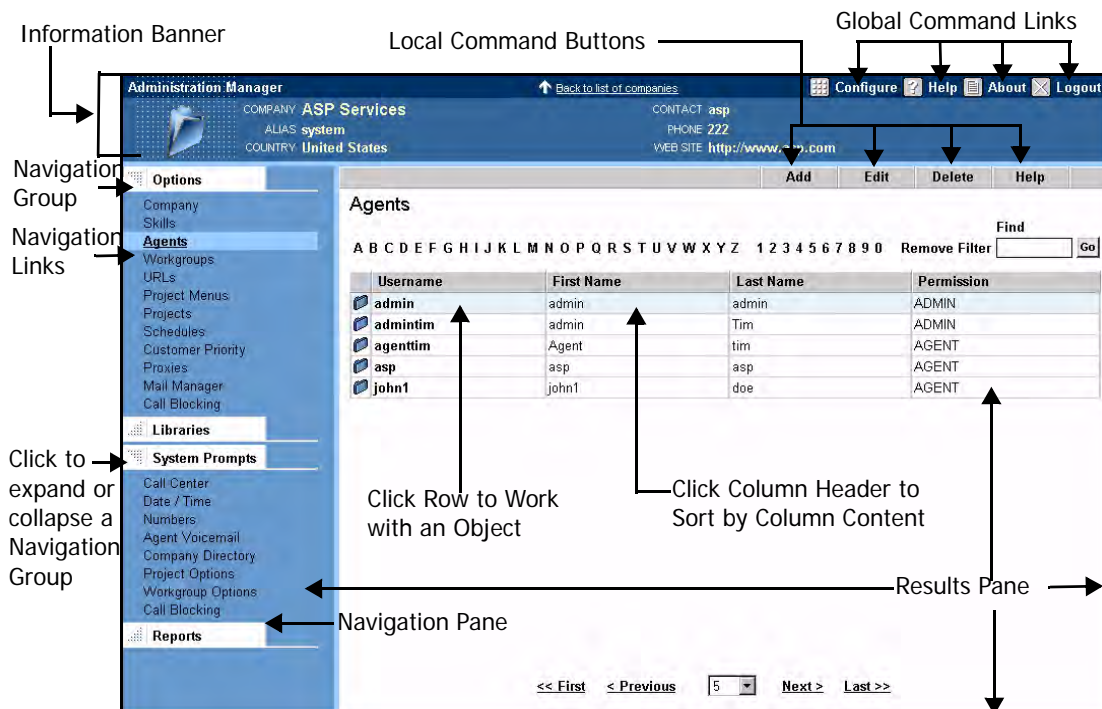 Information Banner
Local Command Buttons
Global Command Links
Administration Manager
Back to list of companies
Configure Help About Logout
COMPANY ASP Services
ALIAS system
COUNTRY United States
CONTACT asp
PHONE 222
WEB SITE http://www.asp.com
Navigation
Group
Navigation
Links
Click to
expand or
collapse a
Navigation
Group
Options
Company
Skills
Agents
Workgroups
URLs
Project Menus
Projects
Schedules
Customer Priority
Proxies
Mail Manager
Call Blocking
Libraries
System Prompts
Call Center
Date / Time
Numbers
Agent Voicemail
Company Directory
Project Options
Workgroup Options
Call Blocking
Reports
Add Edit Delete Help
Agents
Find
A B C D E F G H I J K L M N O P Q R S T U V W X Y Z 1 2 3 4 5 6 7 8 9 0 Remove Filter Go
Username First Name Last Name Permission
admin admin admin ADMIN
admintim admin Tim ADMIN
agenttim Agent tim AGENT
asp asp asp AGENT
john1 john1 doe AGENT
Click Row to Work
with an Object
Click Column Header to
Sort by Column Content
Results Pane
Navigation Pane
<< First < Previous 5 Next > Last >>